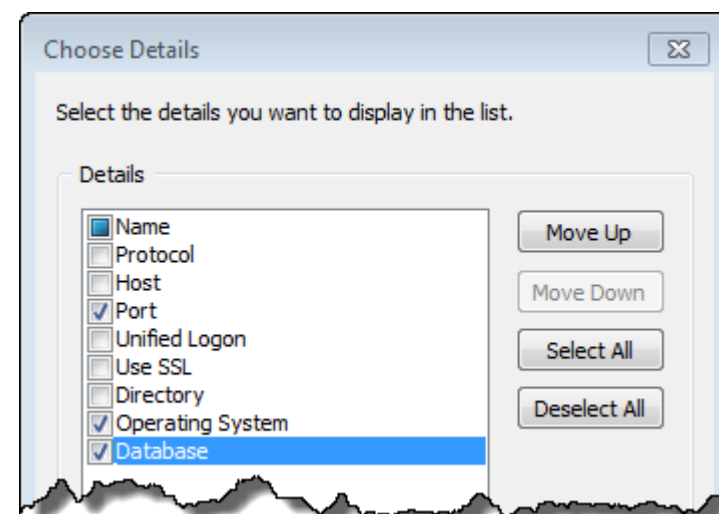 Choose Details
Select the details you want to display in the list.
Details
Name
Protocol
Host
Port
Unified Logon
Use SSL
Directory
Operating System
Database
Move Up
Move Down
Select All
Deselect All